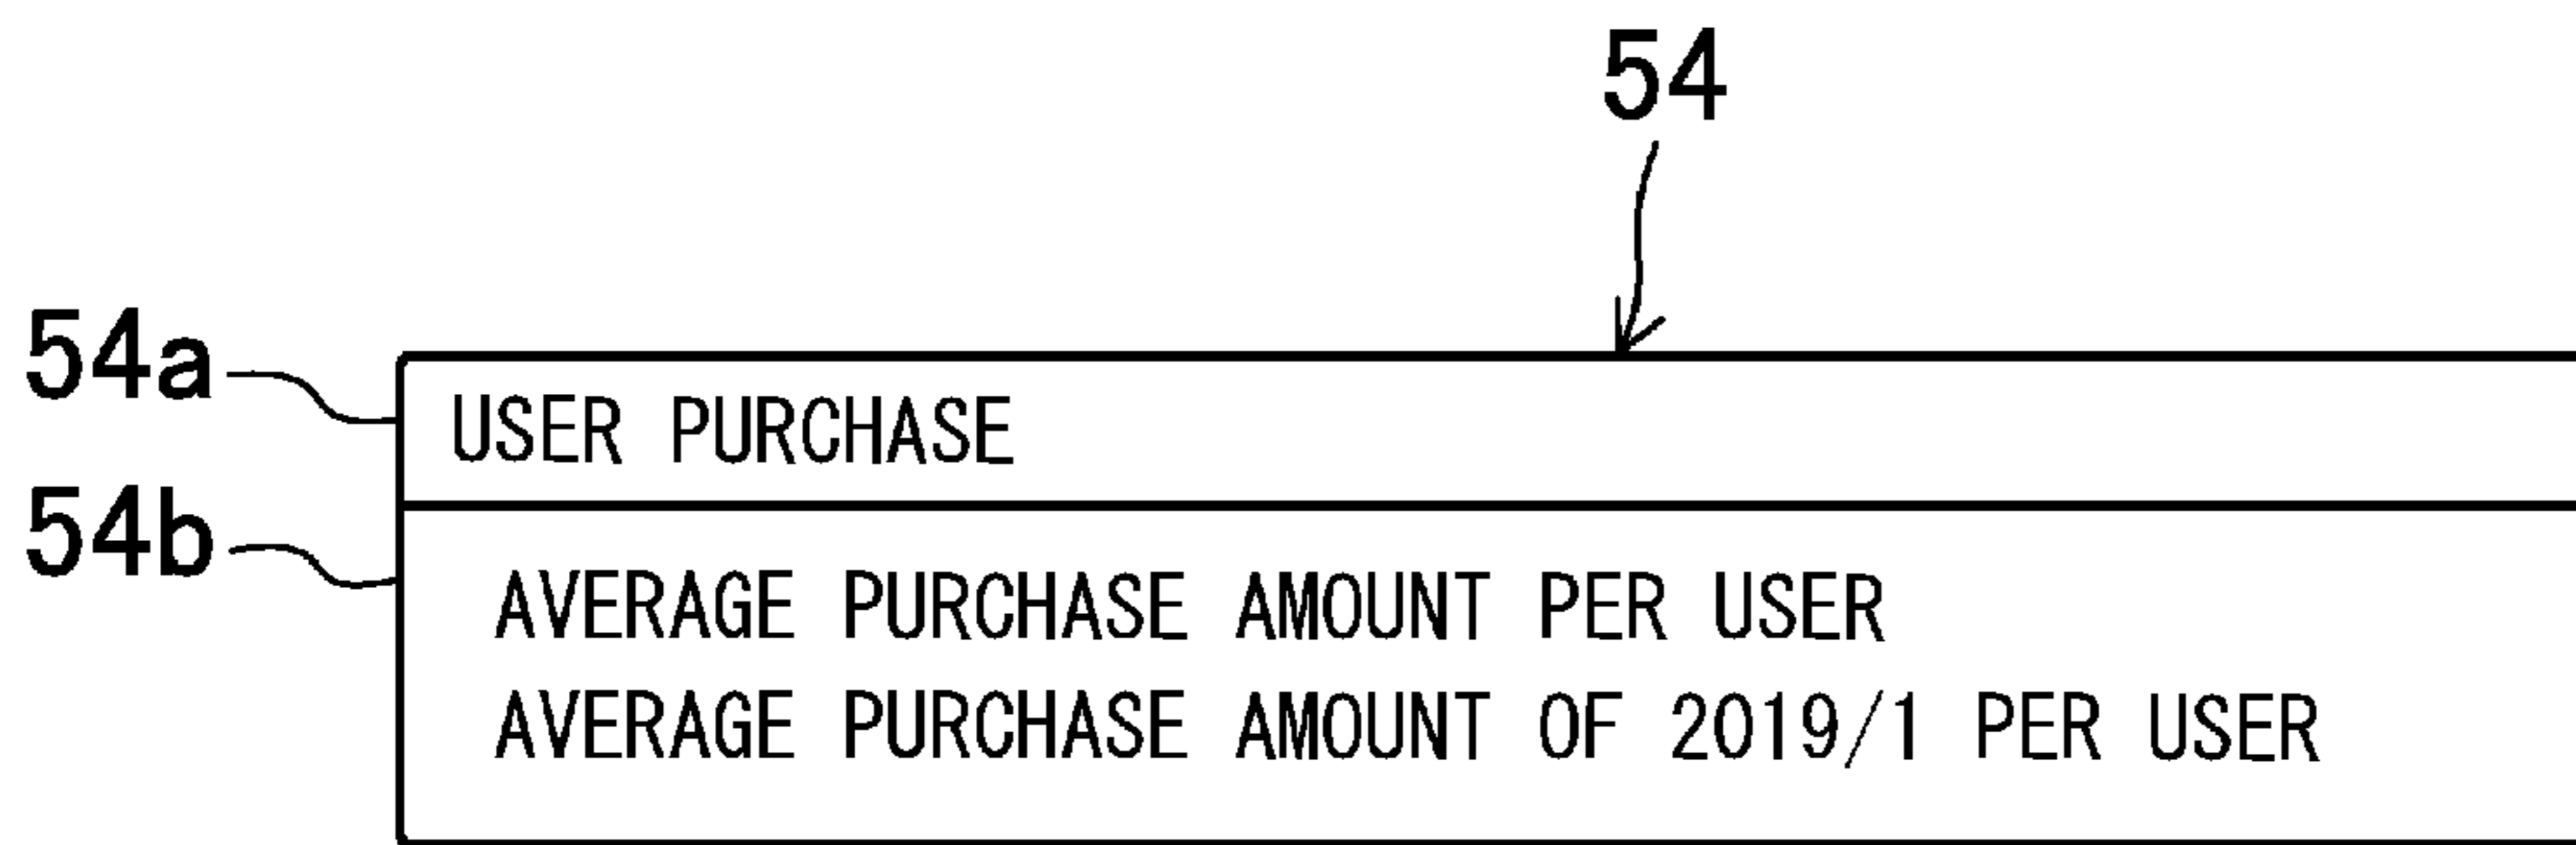 54
54a
USER PURCHASE
54b
AVERAGE PURCHASE AMOUNT PER USER
AVERAGE PURCHASE AMOUNT OF 2019/1 PER USER